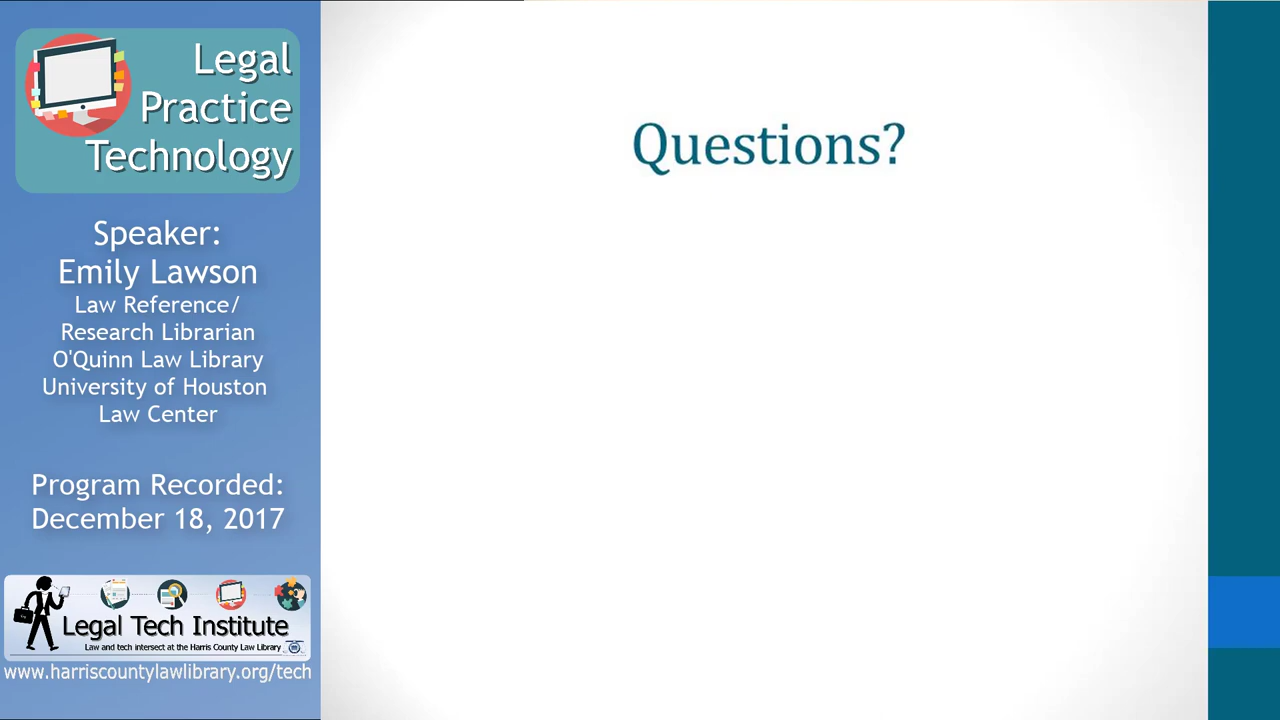 Legal
Practice
Technology
Speaker:
Emily Lawson
Law Reference/
Research Librarian
O'Quinn Law Library
University of Houston
Law Center
Program Recorded:
December 18, 2017
Legal Tech Institute
Law and tech intersect at the Harris County Law Library
www.harriscountylawlibrary.org/tech
Questions?